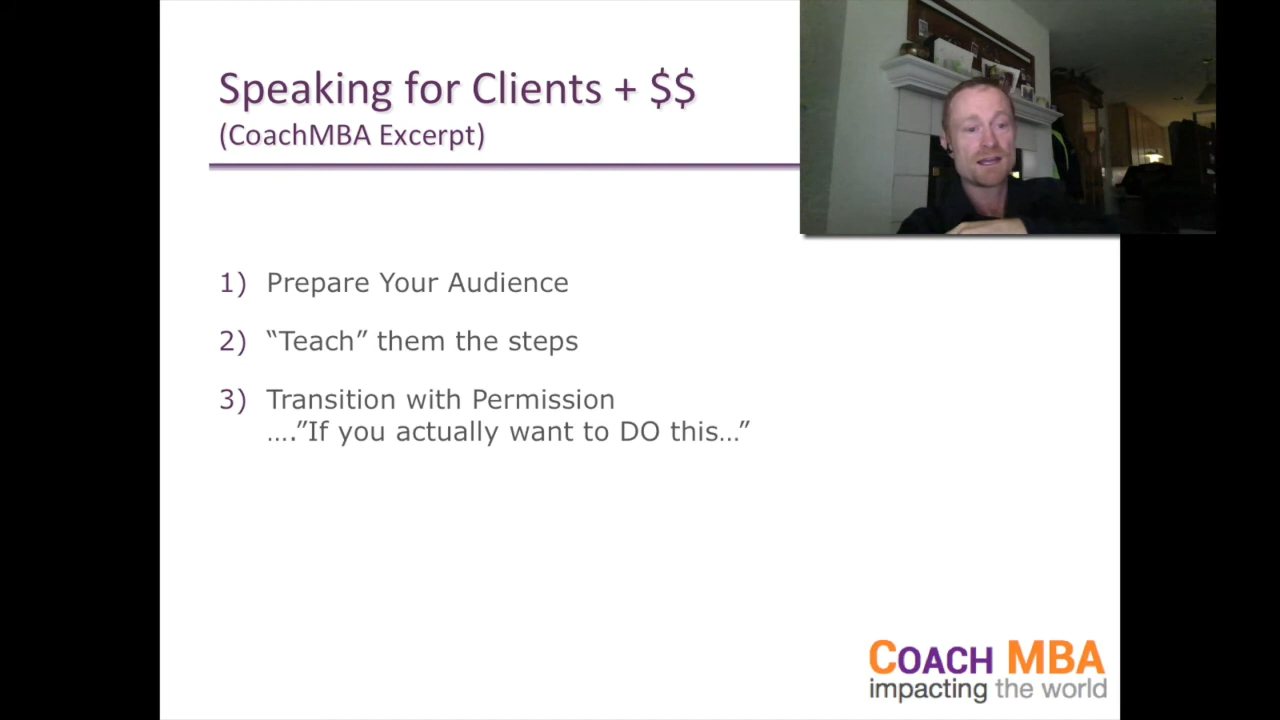 Speaking for Clients + $$
(CoachMBA Excerpt)
1) Prepare Your Audience
2) “Teach” them the steps
3) Transition with Permission
….”If you actually want to DO this…”
COACH MBA
impacting the world